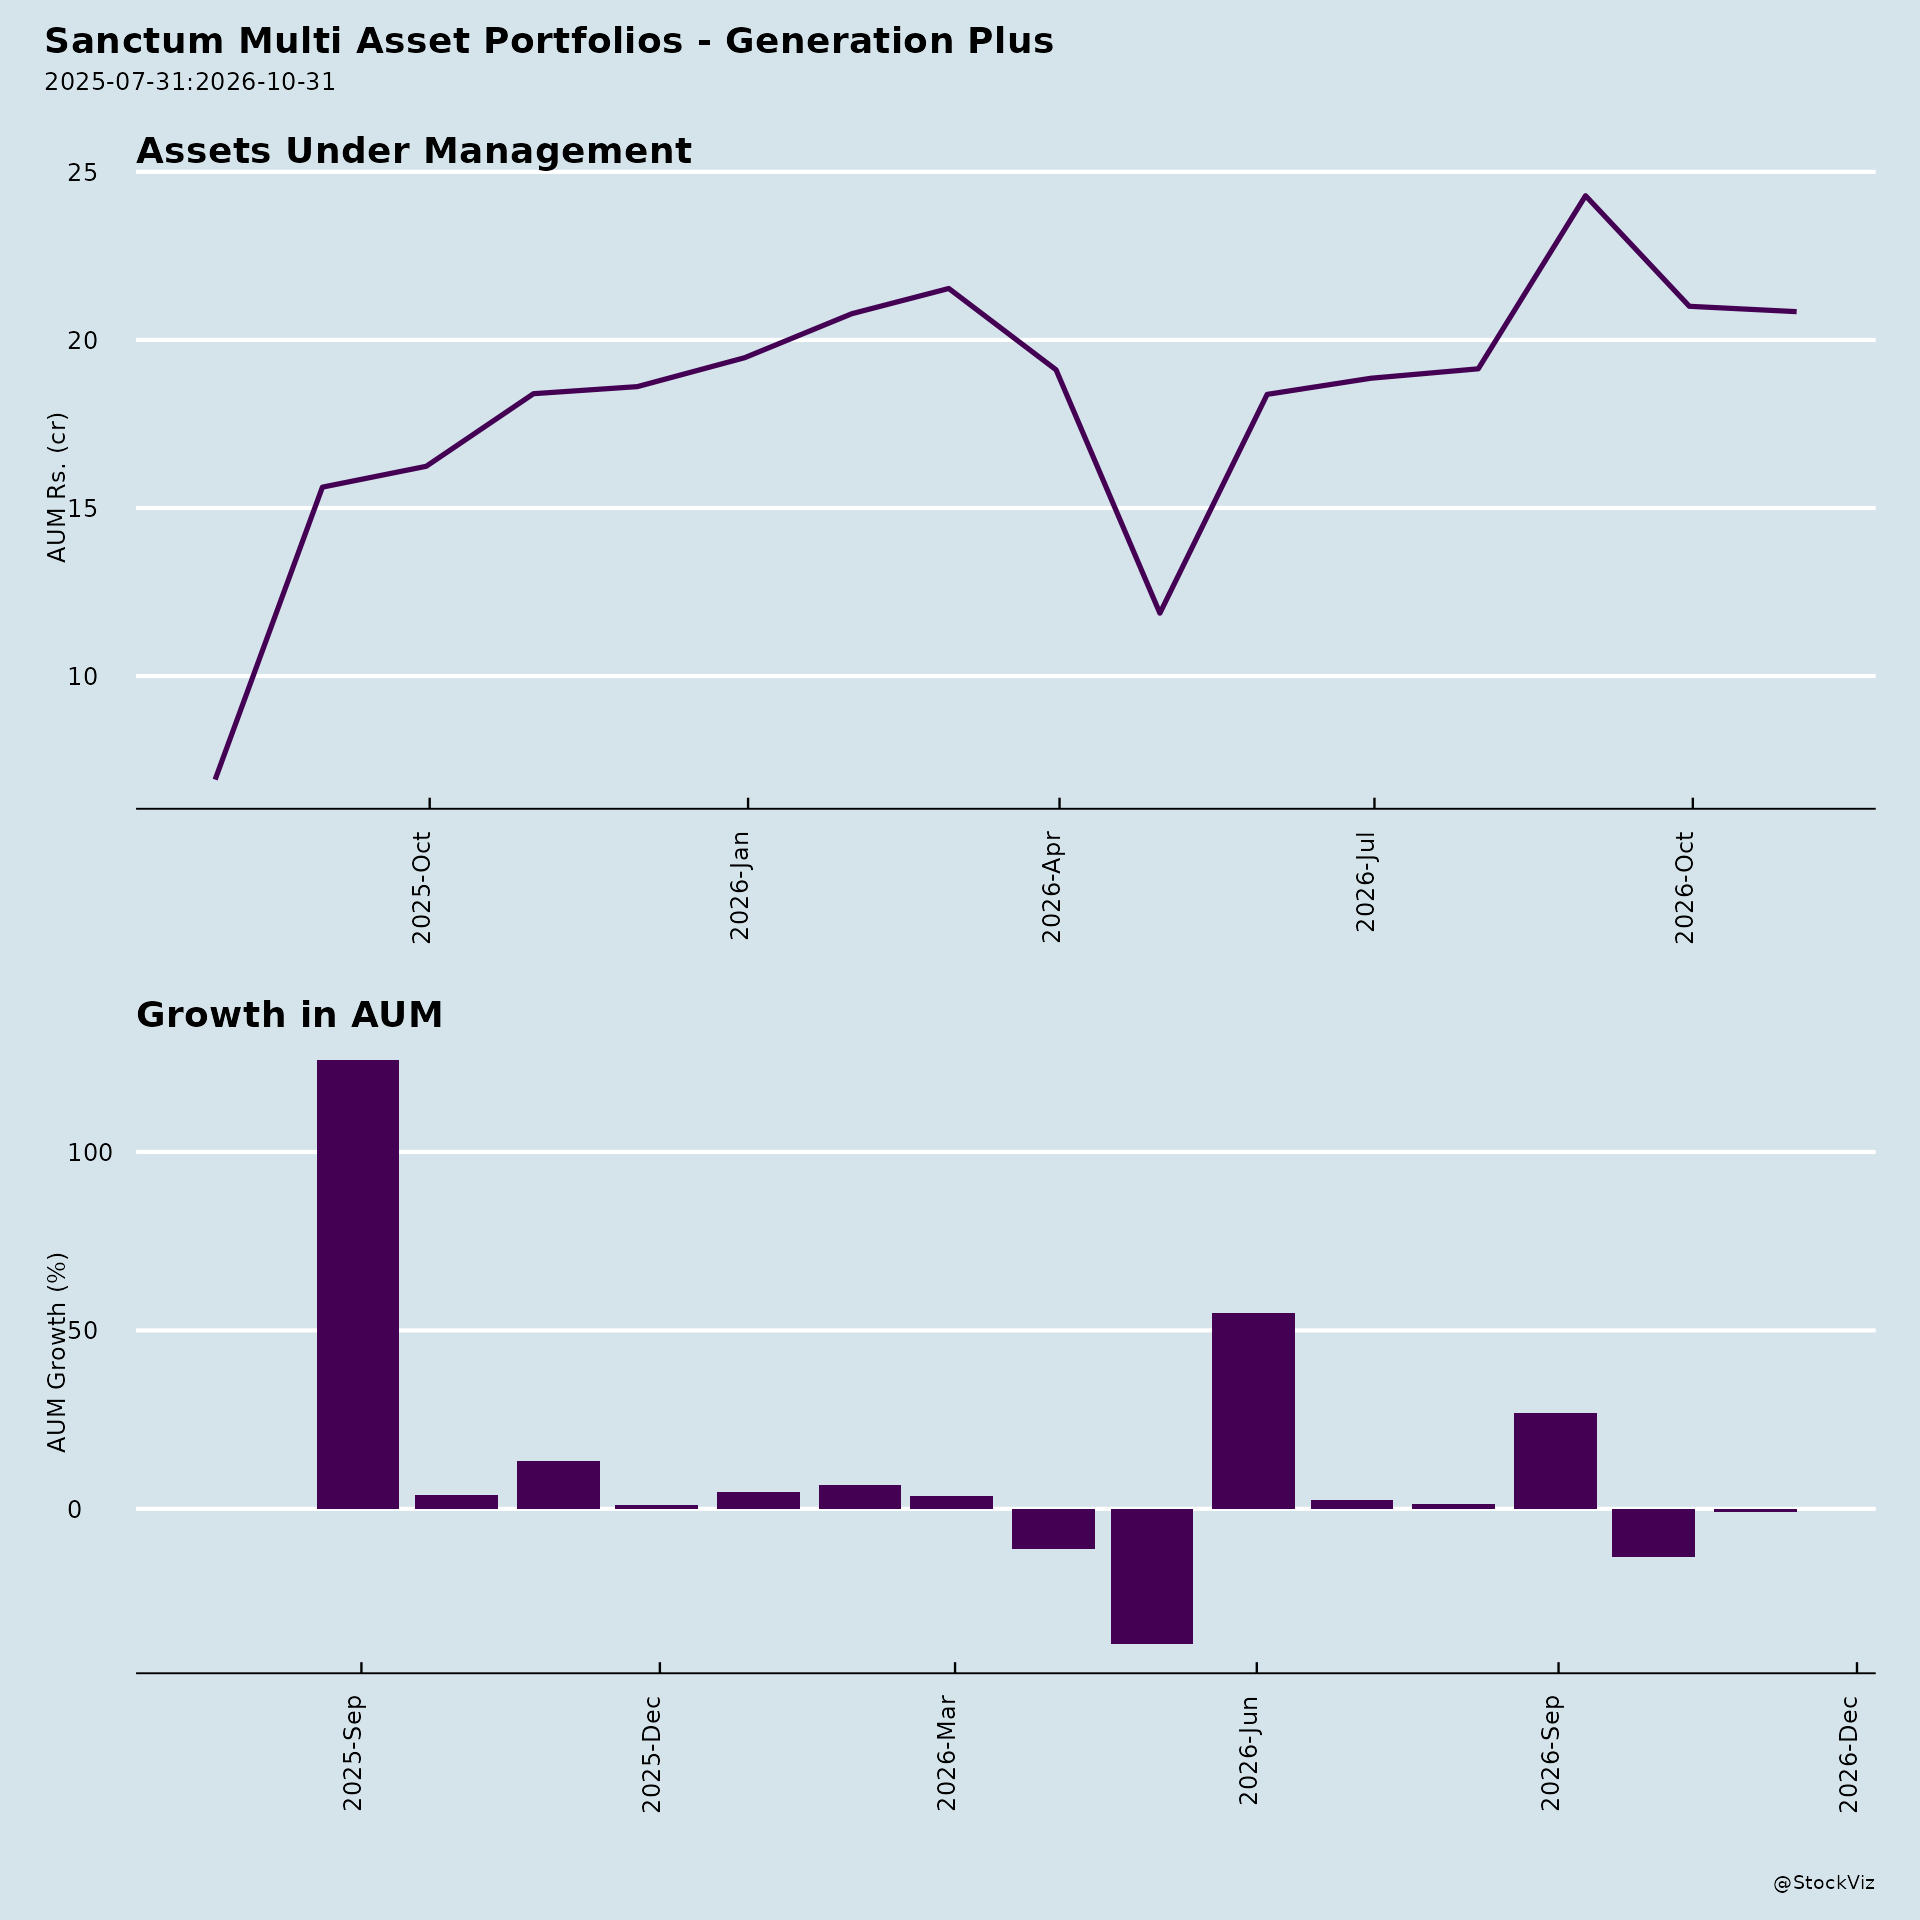 Sanctum Multi Asset Portfolios - Generation Plus
2025-07-31:2026-10-31
Assets Under Management
25
20
15
10
AUM Rs. (cr)
2025-Oct
2026-Jan
2026-Apr
2026-Jul
2026-Oct
Growth in AUM
100
50
0
AUM Growth (%)
2025-Sep
2025-Dec
2026-Mar
2026-Jun
2026-Sep
2026-Dec
@StockViz